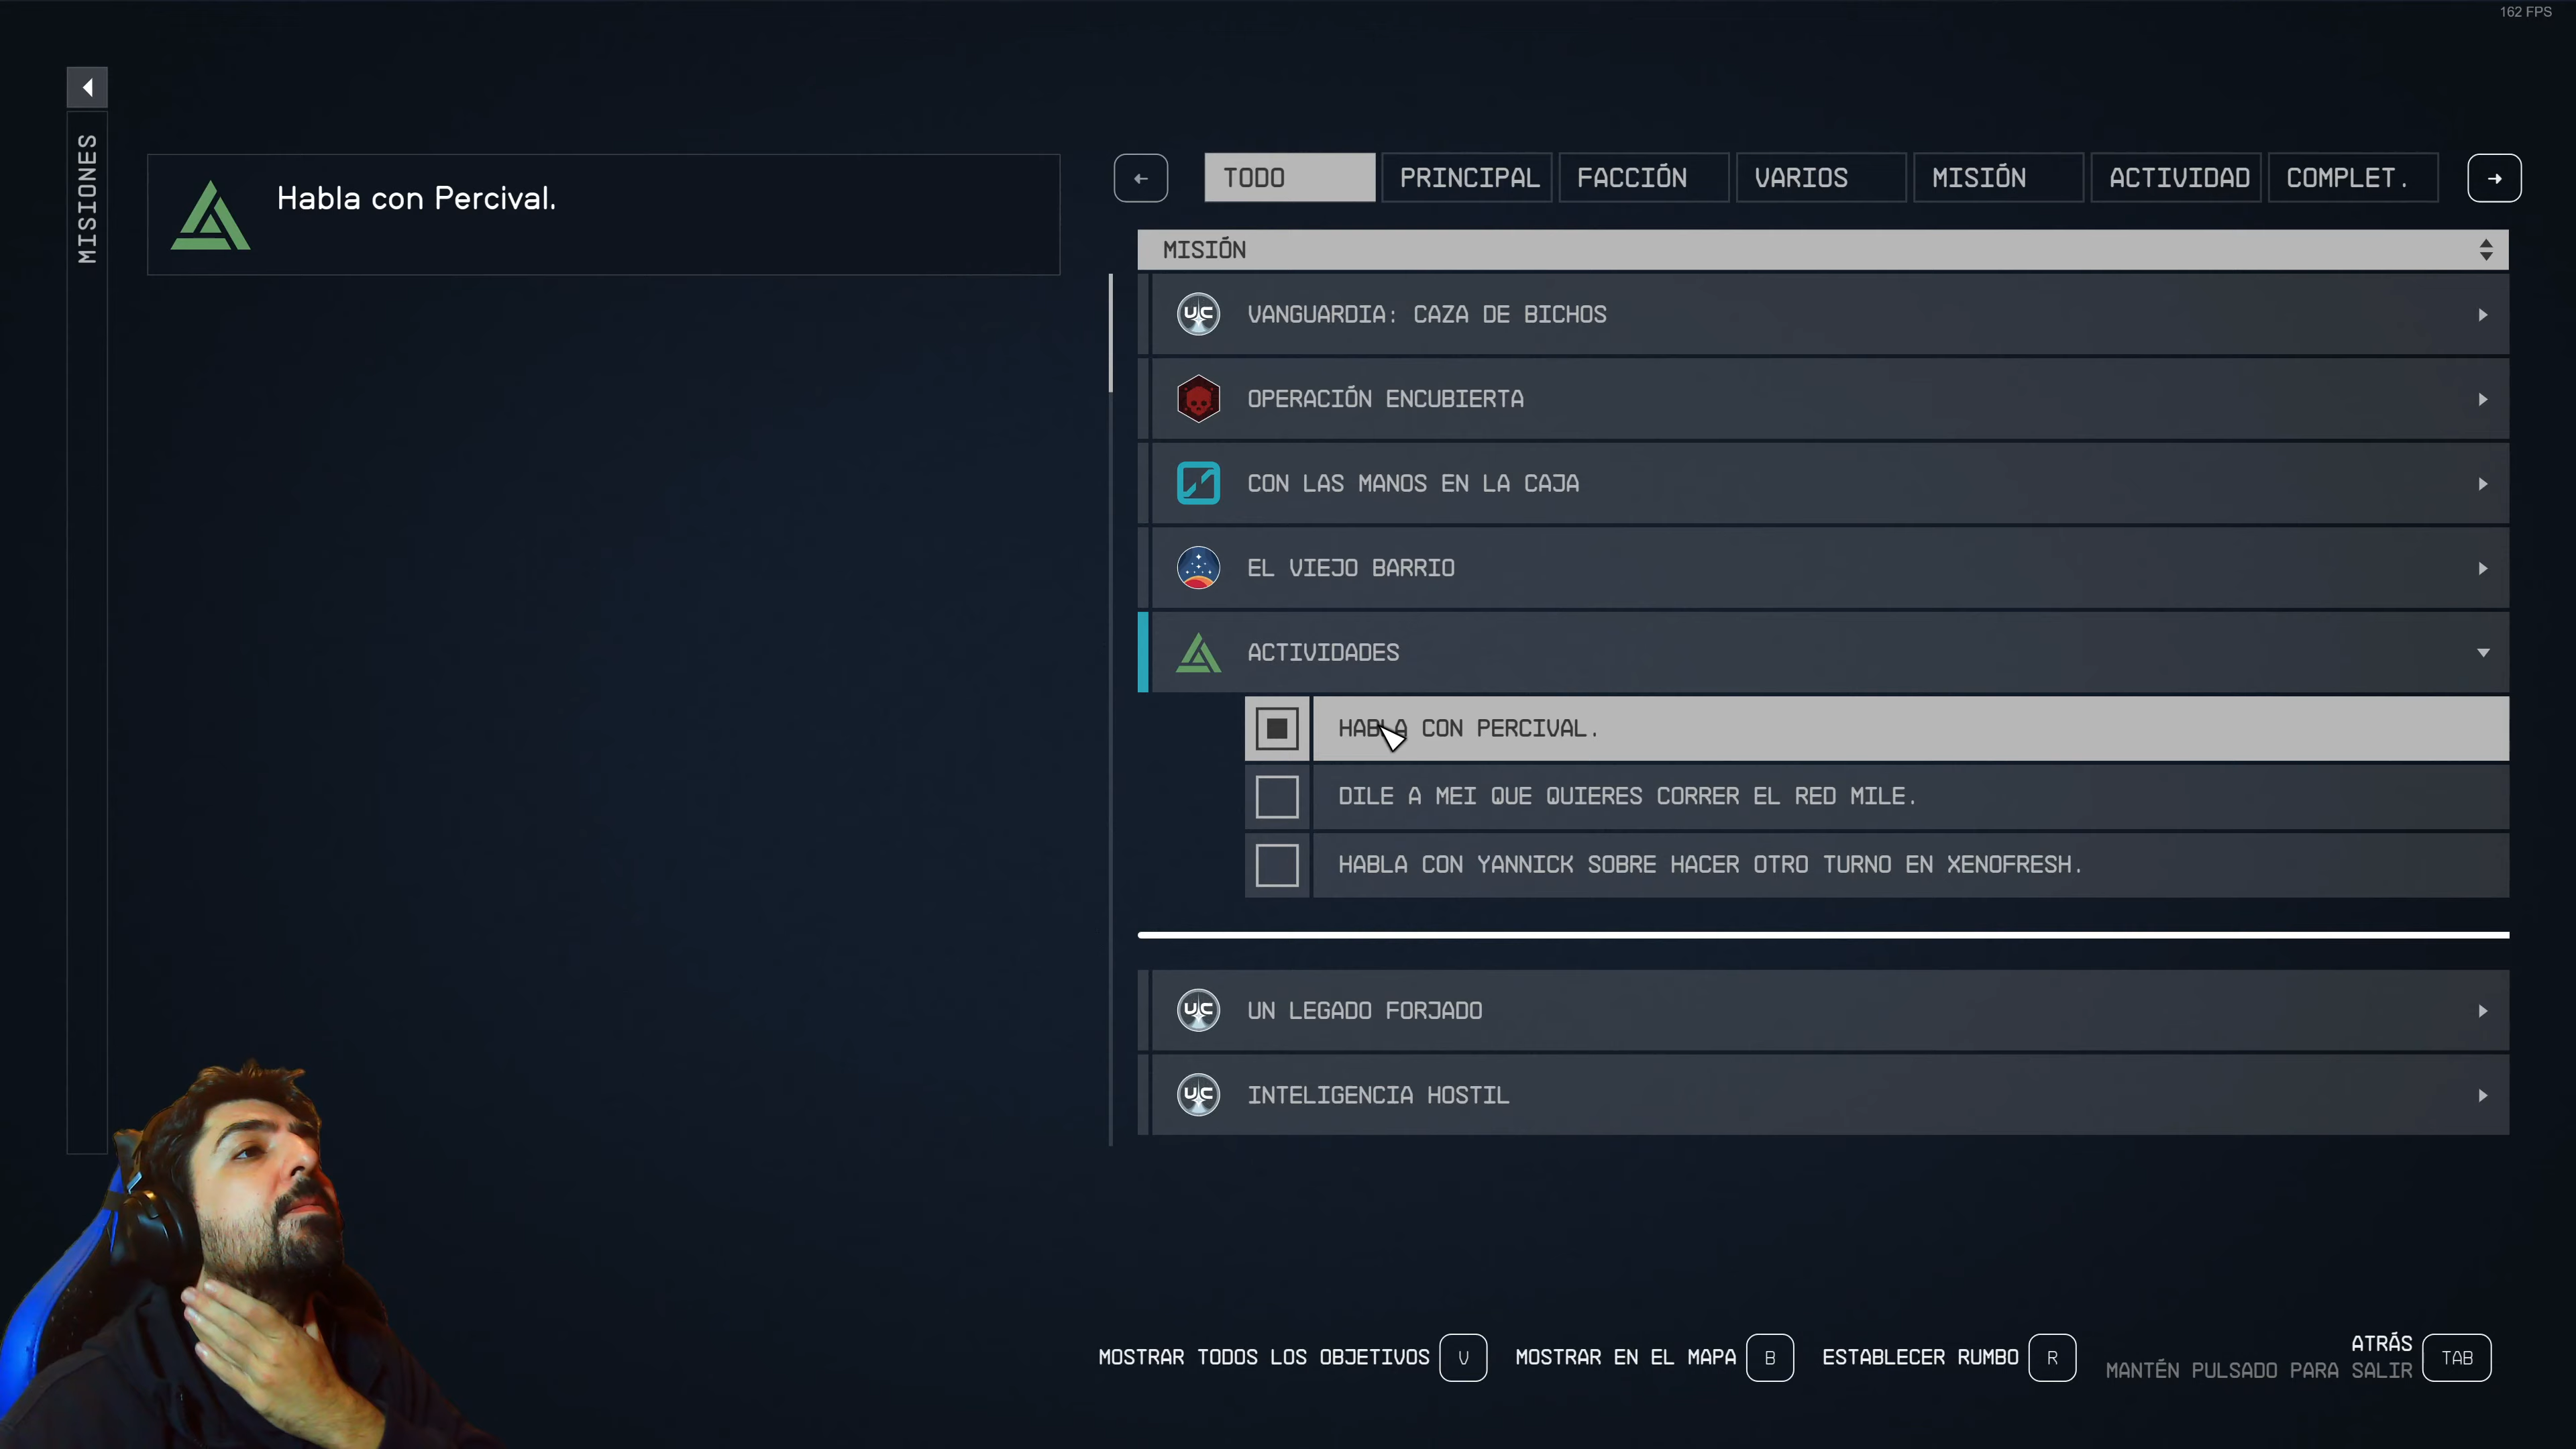 162 FPS
MISIONES
Habla con Percival.
TODO
PRINCIPAL
FACCIÓN
VARIOS
MISIÓN
ACTIVIDAD
COMPLET.
MISIÓN
VANGUARDIA: CAZA DE BICHOS
OPERACIÓN ENCUBIERTA
CON LAS MANOS EN LA CAJA
EL VIEJO BARRIO
ACTIVIDADES
HABLA CON PERCIVAL.
DILE A MEI QUE QUIERES CORRER EL RED MILE.
HABLA CON YANNICK SOBRE HACER OTRO TURNO EN XENOFRESH.
UC UN LEGADO FORJADO
UC INTELIGENCIA HOSTIL
MOSTRAR TODOS LOS OBJETIVOS V
MOSTRAR EN EL MAPA B
ESTABLECER RUMBO R
ATRÁS
MANTÉN PULSADO PARA SALIR TAB